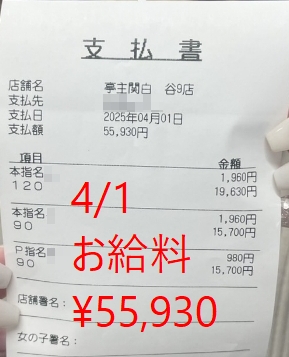 支払書
店舗名 亭主関白 谷9店
支払先
支払日 2025年04月01日
支払額 55,930円
項目 金額
本指名 1,960円
120 19,630円
本指名 1,960円
90 15,700円
P指名 980円
90 15,700円
店舗署名:
女の子署名:
4/1
お給料
¥55,930